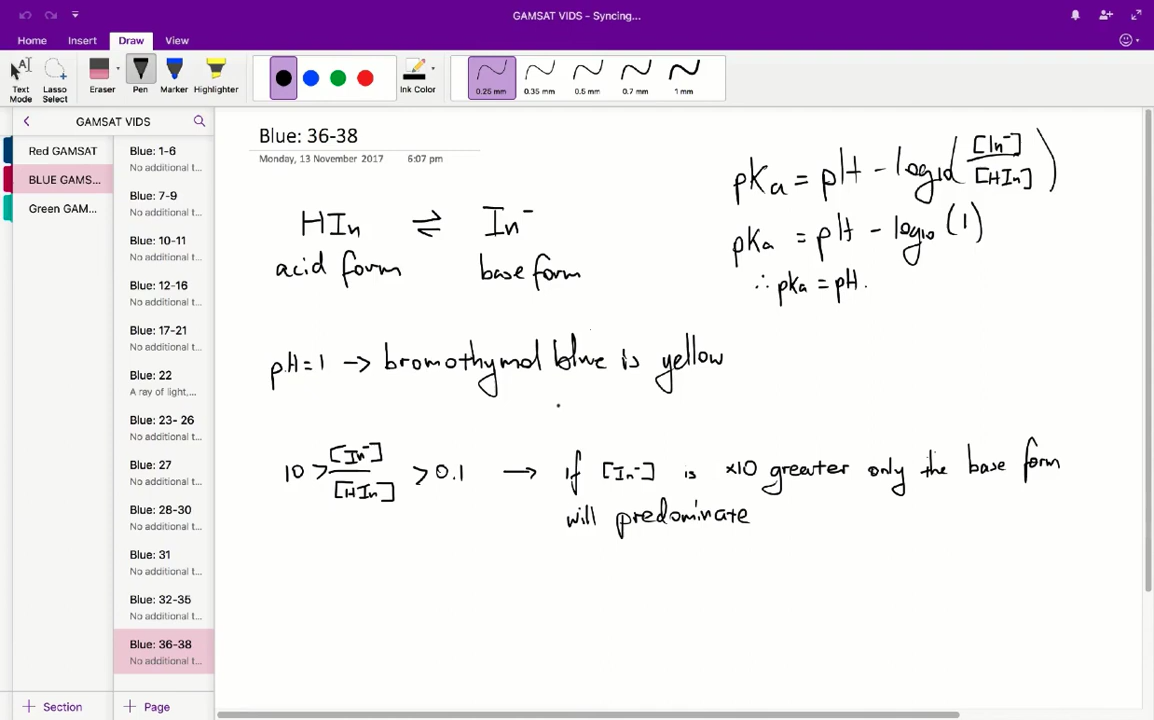 GAMSAT VIDS - Syncing...
Home Insert Draw View
Text Mode
Lasso Select
Eraser
Pen
Marker
Highlighter
Ink Color
0.25 mm
0.35 mm
0.5 mm
0.7 mm
1 mm
GAMSAT VIDS
Red GAMSAT
BLUE GAMS...
Green GAM...
Blue: 1-6
No additional t...
Blue: 7-9
No additional t...
Blue: 10-11
No additional t...
Blue: 12-16
No additional t...
Blue: 17-21
No additional t...
Blue: 22
A ray of light,...
Blue: 23- 26
No additional t...
Blue: 27
No additional t...
Blue: 28-30
No additional t...
Blue: 31
No additional t...
Blue: 32-35
No additional t...
Blue: 36-38
No additional t...
+ Section
+ Page
Blue: 36-38
Monday, 13 November 2017 6:07 pm
HIn ⇌ In⁻
acid form base form
pKa = pH - log10([In⁻]/[HIn])
pKa = pH - log10 (1)
∴ pKa = pH.
pH=1 → bromothymol blue is yellow
10 > [In⁻]/[HIn] > 0.1 → if [In⁻] is x10 greater only the base form
will predominate